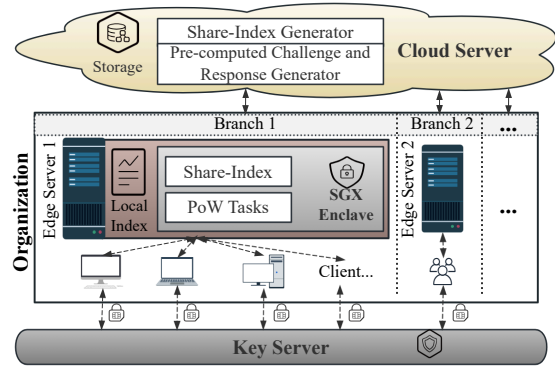 Share-Index Generator
Pre-computed Challenge and
Response Generator
Storage
Cloud Server
Organization
Branch 1
Branch 2
...
Edge Server 1
Local
Index
Share-Index
PoW Tasks
SGX
Enclave
Edge Server 2
...
Client...
Key Server